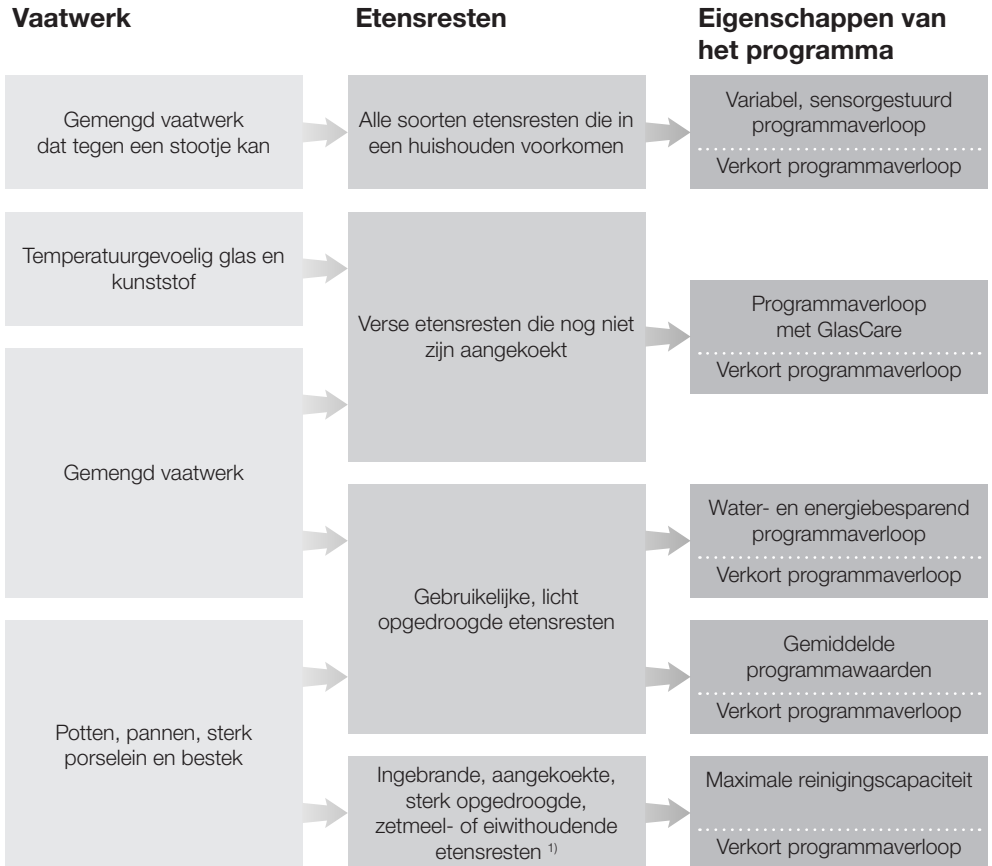 Vaatwerk
Etensresten
Eigenschappen van
het programma
Gemengd vaatwerk
dat tegen een stootje kan
Alle soorten etensresten die in
een huishouden voorkomen
Variabel, sensorgestuurd
programmaverloop
Verkort programmaverloop
Temperatuurgevoelig glas en
kunststof
Verse etensresten die nog niet
zijn aangekoekt
Programmaverloop
met GlasCare
Verkort programmaverloop
Gemengd vaatwerk
Gebruikelijke, licht
opgedroogde etensresten
Water- en energiebesparend
programmaverloop
Verkort programmaverloop
Gemiddelde
programmawaarden
Verkort programmaverloop
Potten, pannen, sterk
porselein en bestek
Ingebrande, aangekoekte,
sterk opgedroogde,
zetmeel- of eiwithoudende
etensresten 1)
Maximale reinigingscapaciteit
Verkort programmaverloop